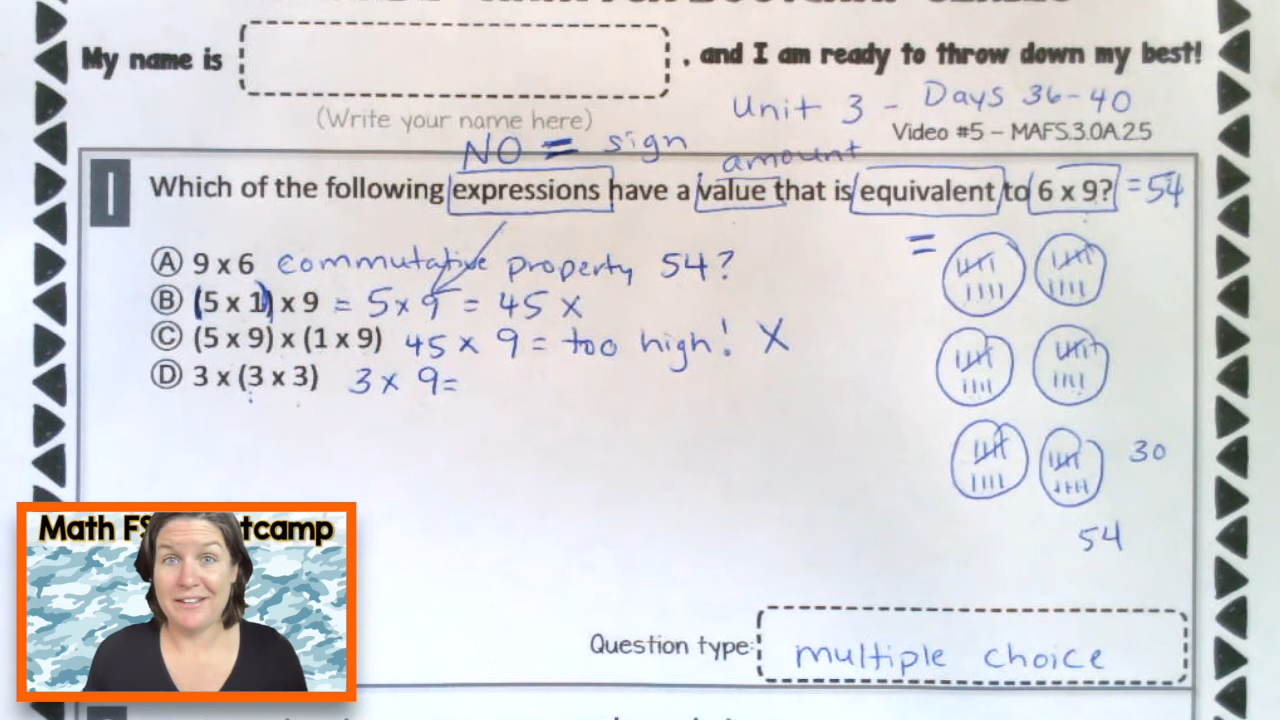 My name is , and I am ready to throw down my best!
(Write your name here)
Unit 3 - Days 36-40
Video #5 – MAFS.3.OA.2.5
NO = sign
amount
1 Which of the following expressions have a value that is equivalent to 6 x 9? = 54
=
Ⓐ 9 x 6 commutative property 54?
Ⓑ (5 x 1) x 9 = 5 x 9 = 45 x
Ⓒ (5 x 9) x (1 x 9) 45 x 9 = too high! X
Ⓓ 3 x (3 x 3) 3 x 9 =
30
54
Math FS tcamp
Question type: multiple choice